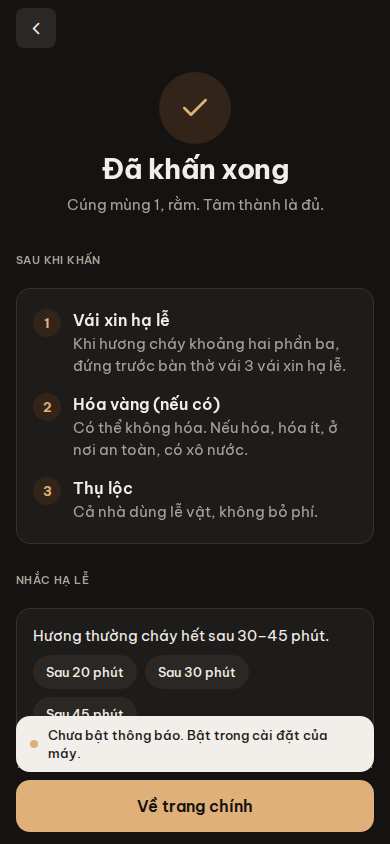 Đã khấn xong
Cúng mùng 1, rằm. Tâm thành là đủ.
SAU KHI KHẤN
1
Vái xin hạ lễ
Khi hương cháy khoảng hai phần ba,
đứng trước bàn thờ vái 3 vái xin hạ lễ.
2
Hóa vàng (nếu có)
Có thể không hóa. Nếu hóa, hóa ít, ở
nơi an toàn, có xô nước.
3
Thụ lộc
Cả nhà dùng lễ vật, không bỏ phí.
NHẮC HẠ LỄ
Hương thường cháy hết sau 30–45 phút.
Sau 20 phút
Sau 30 phút
Sau 45 phút
Chưa bật thông báo. Bật trong cài đặt của
máy.
Về trang chính